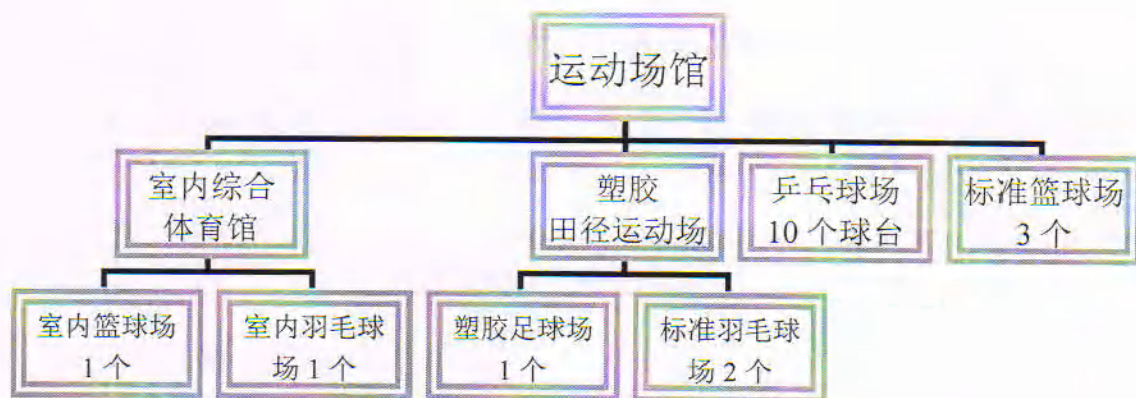 运动场馆
室内综合
体育馆
塑胶
田径运动场
乒乓球场
10 个球台
标准篮球场
3 个
室内篮球场
1 个
室内羽毛球
场 1 个
塑胶足球场
1 个
标准羽毛球
场 2 个